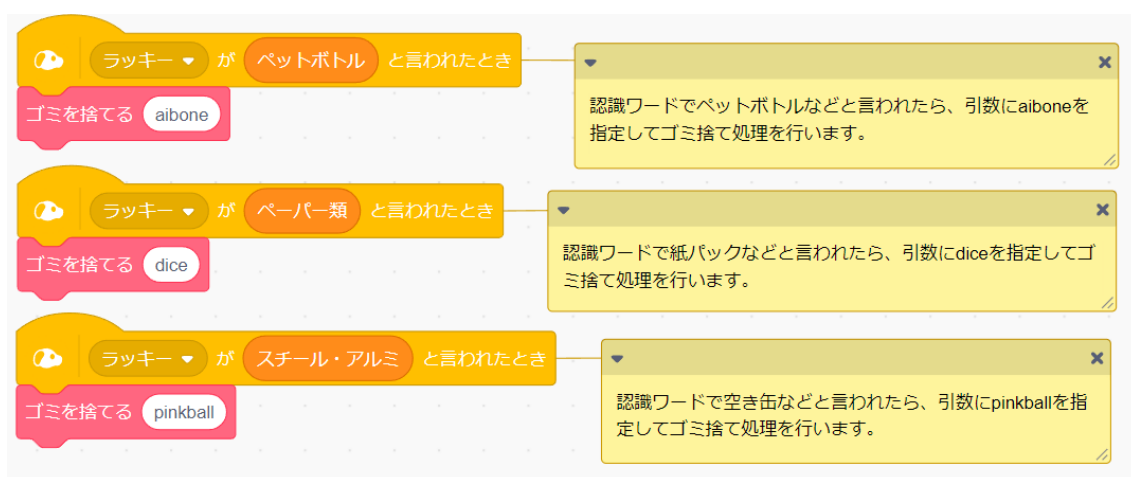 ラッキー が ペットボトル と言われたとき
ゴミを捨てる aibone
認識ワードでペットボトルなどと言われたら、引数にaiboneを
指定してゴミ捨て処理を行います。
ラッキー が ペーパー類 と言われたとき
ゴミを捨てる dice
認識ワードで紙パックなどと言われたら、引数にdiceを指定してゴ
ミ捨て処理を行います。
ラッキー が スチール・アルミ と言われたとき
ゴミを捨てる pinkball
認識ワードで空き缶などと言われたら、引数にpinkballを指
定してゴミ捨て処理を行います。